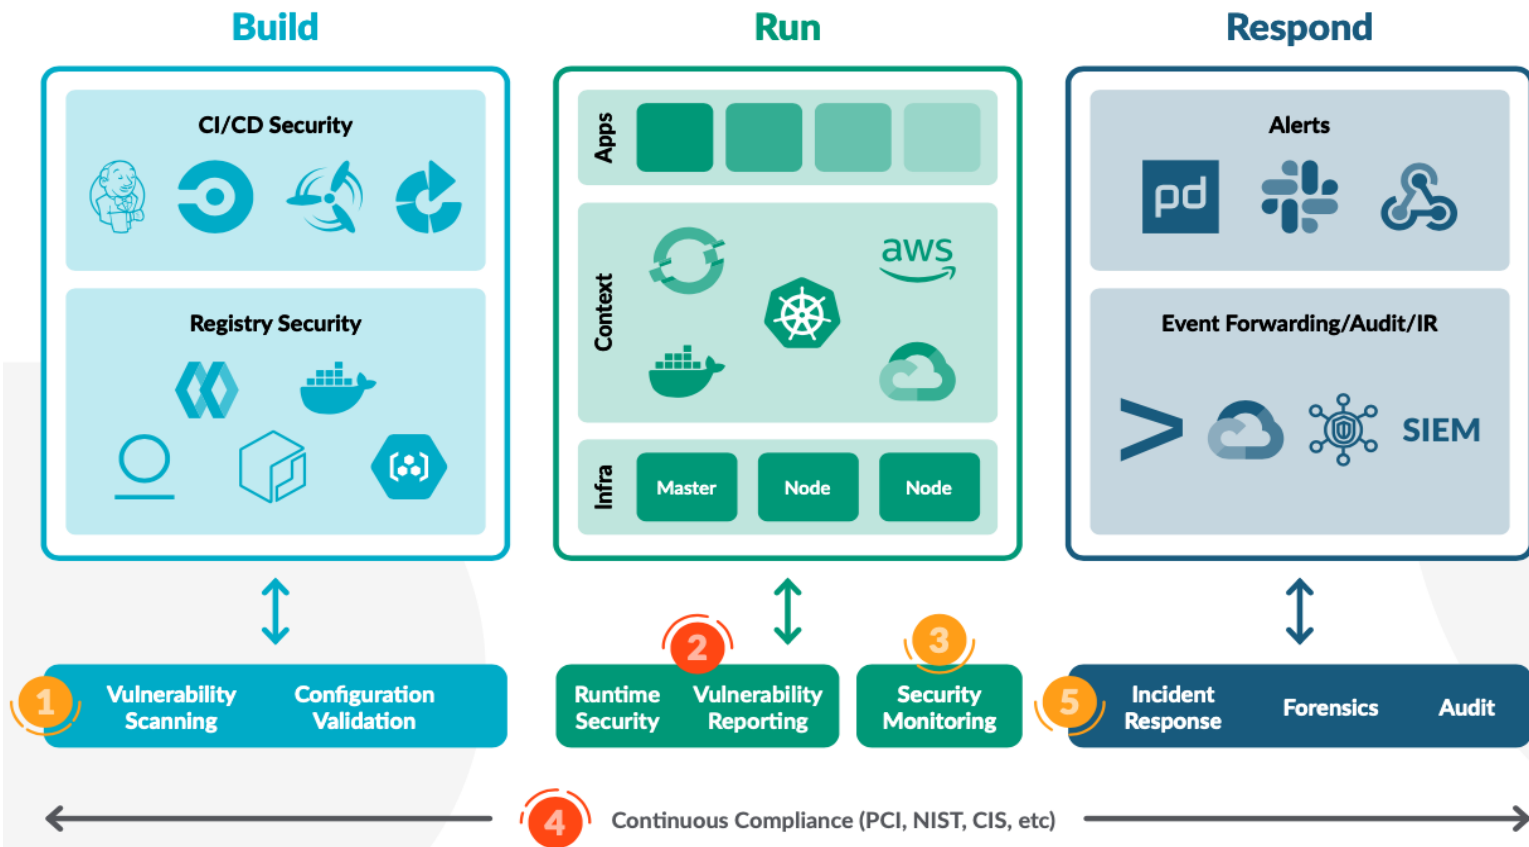 Build
Run
Respond
CI/CD Security
Registry Security
Apps
Context
aws
Infra
Master
Node
Node
Alerts
pd
Event Forwarding/Audit/IR
SIEM
1
Vulnerability
Scanning
Configuration
Validation
2
Runtime
Security
Vulnerability
Reporting
3
Security
Monitoring
5
Incident
Response
Forensics
Audit
4
Continuous Compliance (PCI, NIST, CIS, etc)